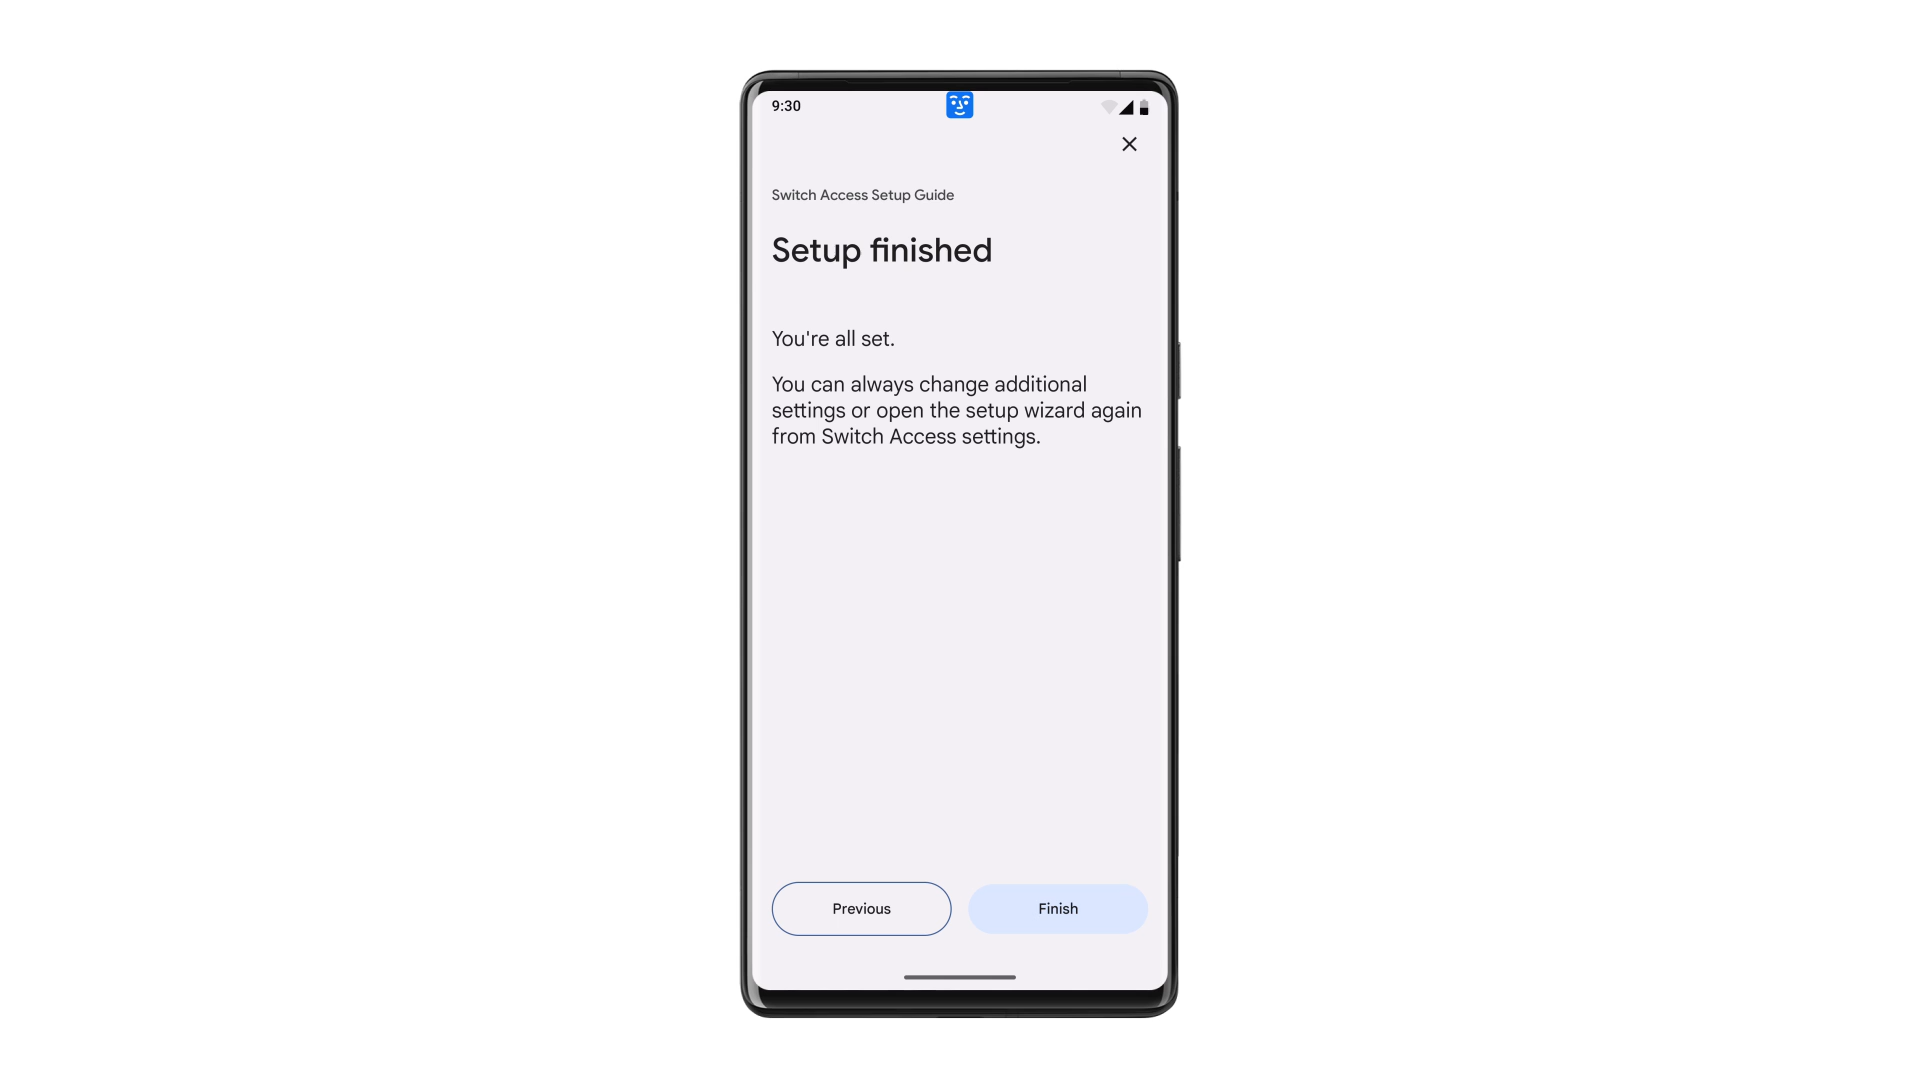 9:30
Switch Access Setup Guide
Setup finished
You're all set.
You can always change additional
settings or open the setup wizard again
from Switch Access settings.
Previous
Finish